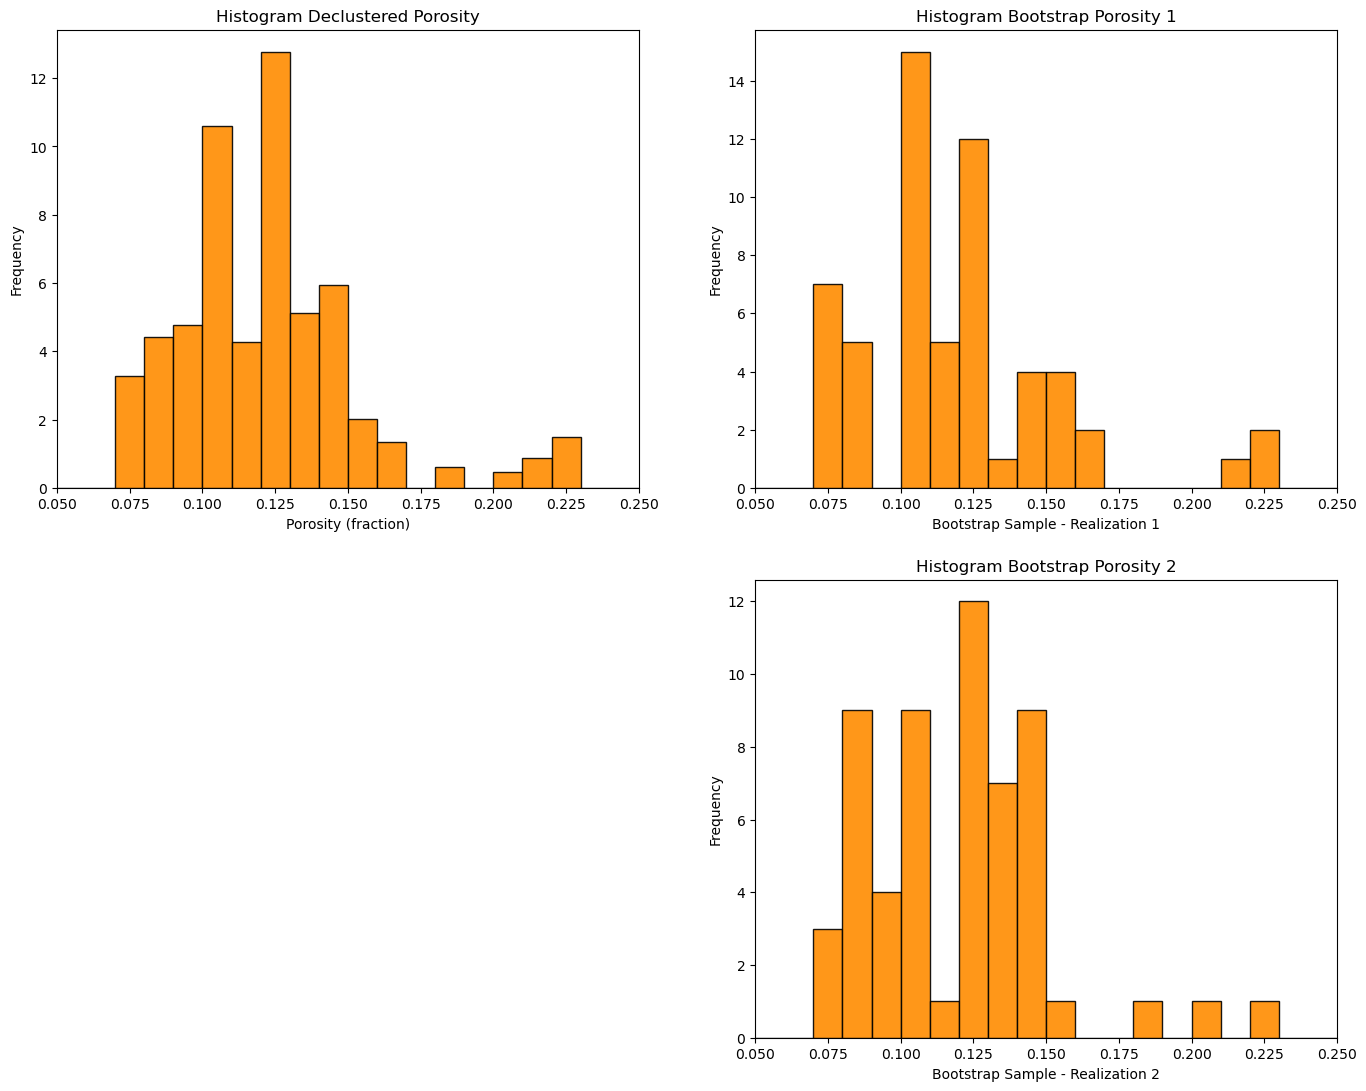 Histogram Declustered Porosity
12
10
8
6
4
2
0
Frequency
0.050 0.075 0.100 0.125 0.150 0.175 0.200 0.225 0.250
Porosity (fraction)
Histogram Bootstrap Porosity 1
14
12
10
8
6
4
2
0
Frequency
0.050 0.075 0.100 0.125 0.150 0.175 0.200 0.225 0.250
Bootstrap Sample - Realization 1
Histogram Bootstrap Porosity 2
12
10
8
6
4
2
0
Frequency
0.050 0.075 0.100 0.125 0.150 0.175 0.200 0.225 0.250
Bootstrap Sample - Realization 2